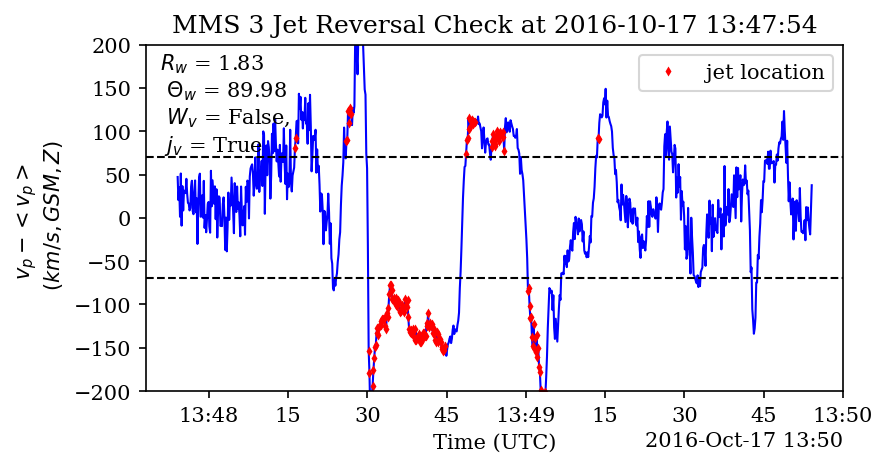 MMS 3 Jet Reversal Check at 2016-10-17 13:47:54
R_w = 1.83
Θ_w = 89.98
W_v = False,
j_v = True
jet location
200
150
100
50
0
−50
−100
−150
−200
v_p − < v_p >
(km/s, GSM, Z)
13:48 15 30 45 13:49 15 30 45 13:50
Time (UTC)
2016-Oct-17 13:50